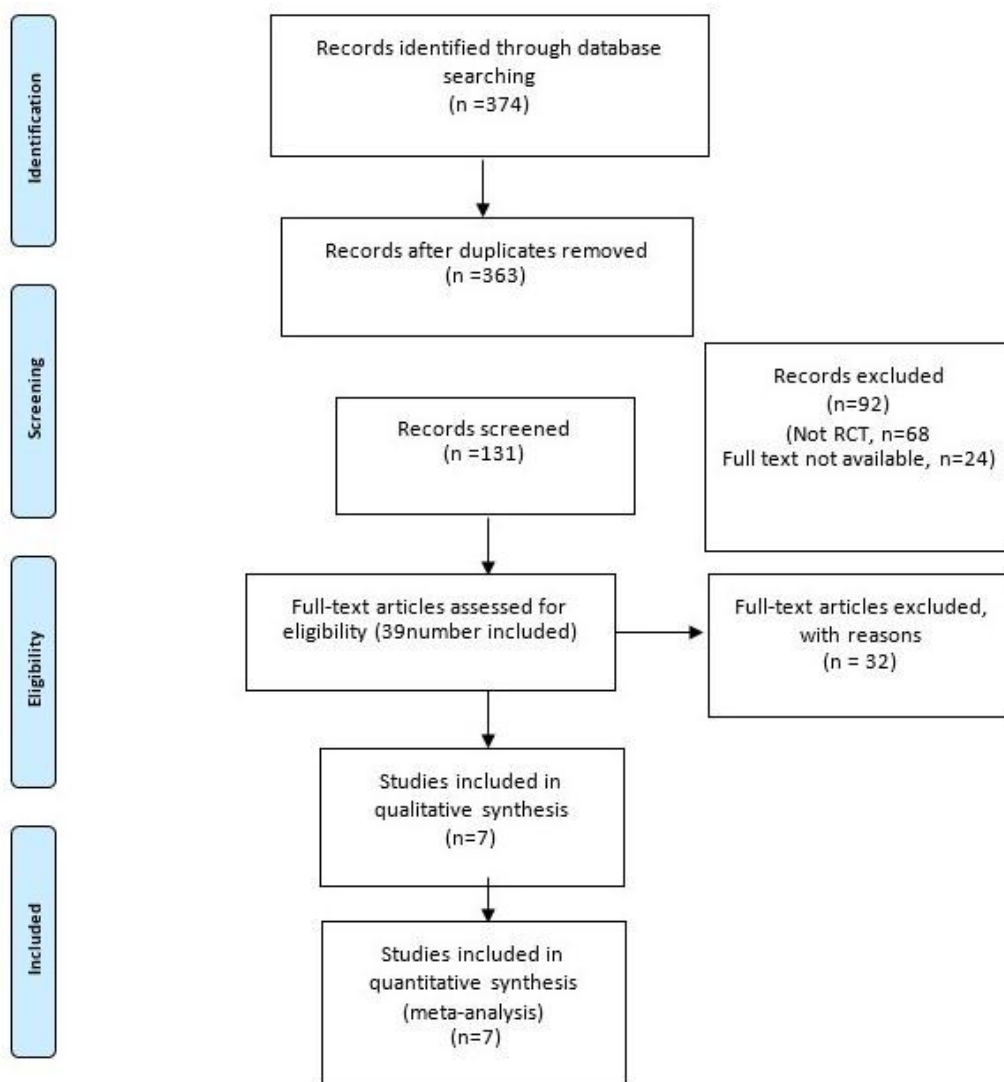 Identification
Records identified through database
searching
(n =374)
Records after duplicates removed
(n =363)
Screening
Records screened
(n =131)
Records excluded
(n=92)
(Not RCT, n=68
Full text not available, n=24)
Eligibility
Full-text articles assessed for
eligibility (39number included)
Full-text articles excluded,
with reasons
(n = 32)
Studies included in
qualitative synthesis
(n=7)
Included
Studies included in
quantitative synthesis
(meta-analysis)
(n=7)